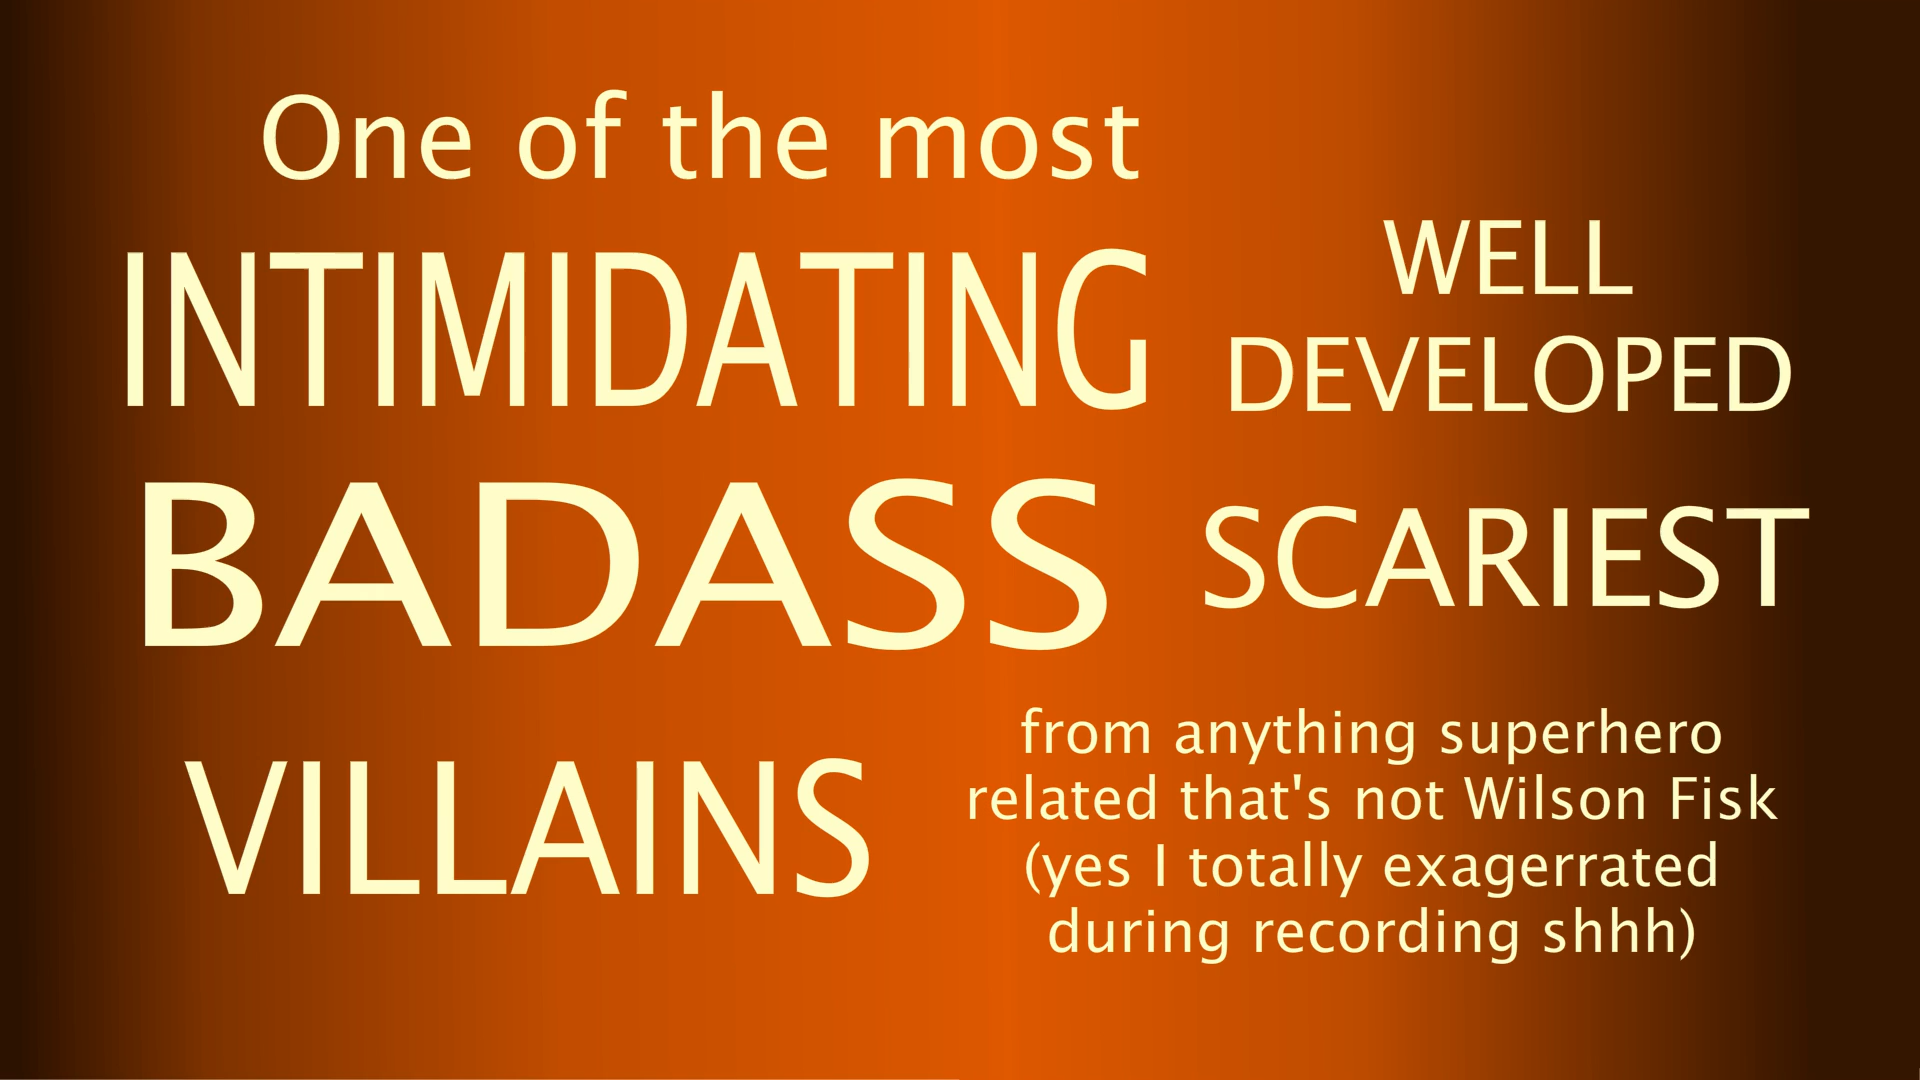 One of the most
INTIMIDATING
WELL
DEVELOPED
BADASS
SCARIEST
VILLAINS
from anything superhero
related that's not Wilson Fisk
(yes I totally exagerrated
during recording shhh)